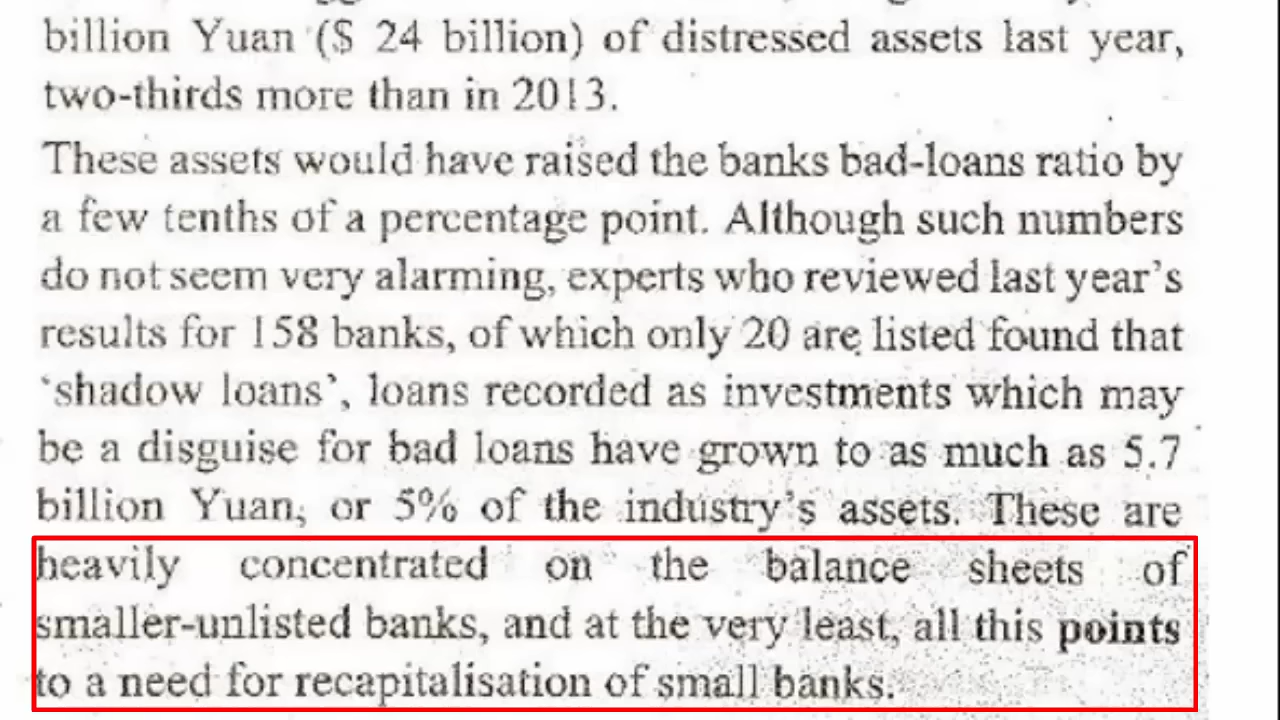 billion Yuan ($ 24 billion) of distressed assets last year,
two-thirds more than in 2013.
These assets would have raised the banks bad-loans ratio by
a few tenths of a percentage point. Although such numbers
do not seem very alarming, experts who reviewed last year's
results for 158 banks, of which only 20 are listed found that
'shadow loans', loans recorded as investments which may
be a disguise for bad loans have grown to as much as 5.7
billion Yuan, or 5% of the industry's assets. These are
heavily concentrated on the balance sheets of
smaller-unlisted banks, and at the very least, all this points
to a need for recapitalisation of small banks.